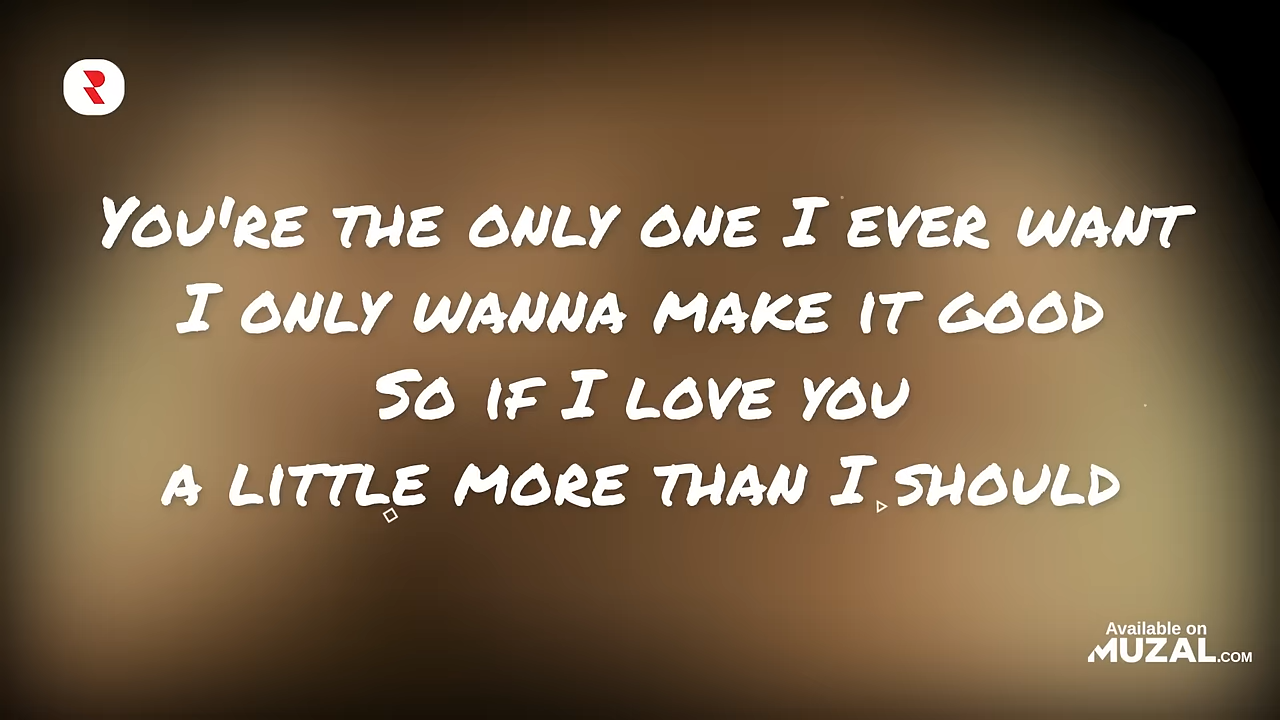 You're the only one I ever want
I only wanna make it good
So if I love you
a little more than I should
Available on
MUZAL.COM